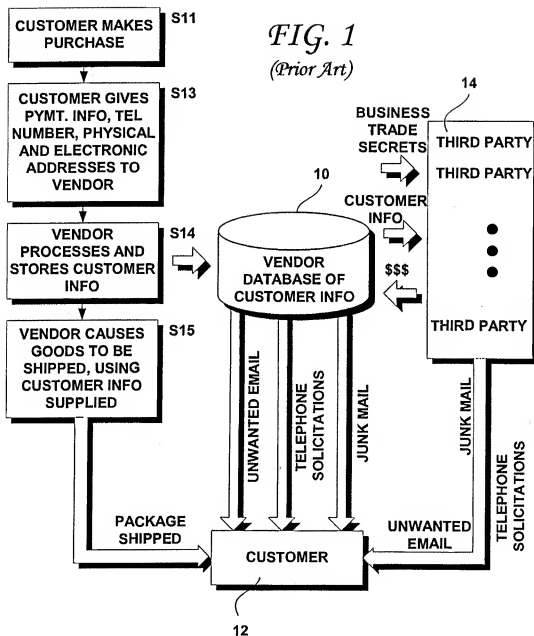 FIG. 1
(Prior Art)
S11
CUSTOMER MAKES
PURCHASE
S13
CUSTOMER GIVES
PYMT. INFO, TEL
NUMBER, PHYSICAL
AND ELECTRONIC
ADDRESSES TO
VENDOR
S14
VENDOR
PROCESSES AND
STORES CUSTOMER
INFO
S15
VENDOR CAUSES
GOODS TO BE
SHIPPED, USING
CUSTOMER INFO
SUPPLIED
10
VENDOR
DATABASE OF
CUSTOMER INFO
BUSINESS
TRADE
SECRETS
CUSTOMER
INFO
$$$
14
THIRD PARTY
THIRD PARTY
THIRD PARTY
UNWANTED EMAIL
TELEPHONE
SOLICITATIONS
JUNK MAIL
JUNK MAIL
TELEPHONE
SOLICITATIONS
PACKAGE
SHIPPED
CUSTOMER
UNWANTED
EMAIL
12